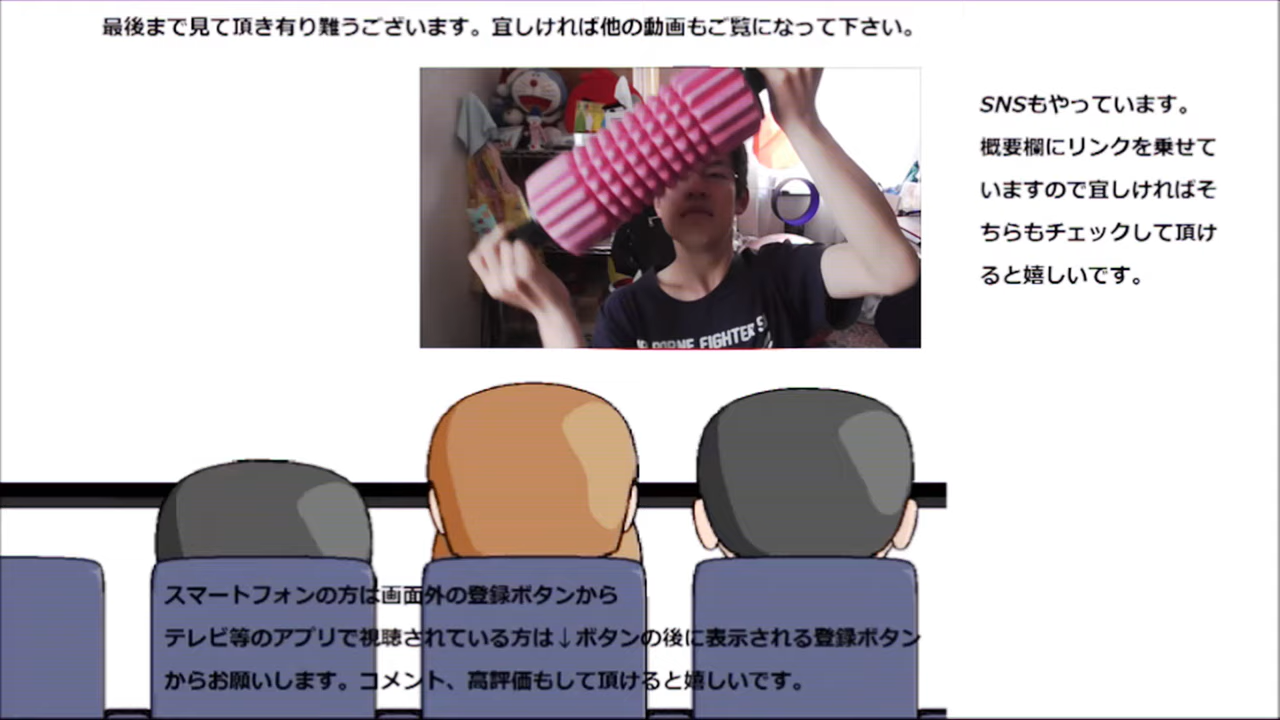 最後まで見て頂き有り難うございます。宜しければ他の動画もご覧になって下さい。
SNSもやっています。
概要欄にリンクを乗せて
いますので宜しければそ
ちらもチェックして頂け
ると嬉しいです。
FIGHTER
スマートフォンの方は画面外の登録ボタンから
テレビ等のアプリで視聴されている方は↓ボタンの後に表示される登録ボタン
からお願いします。コメント、高評価もして頂けると嬉しいです。